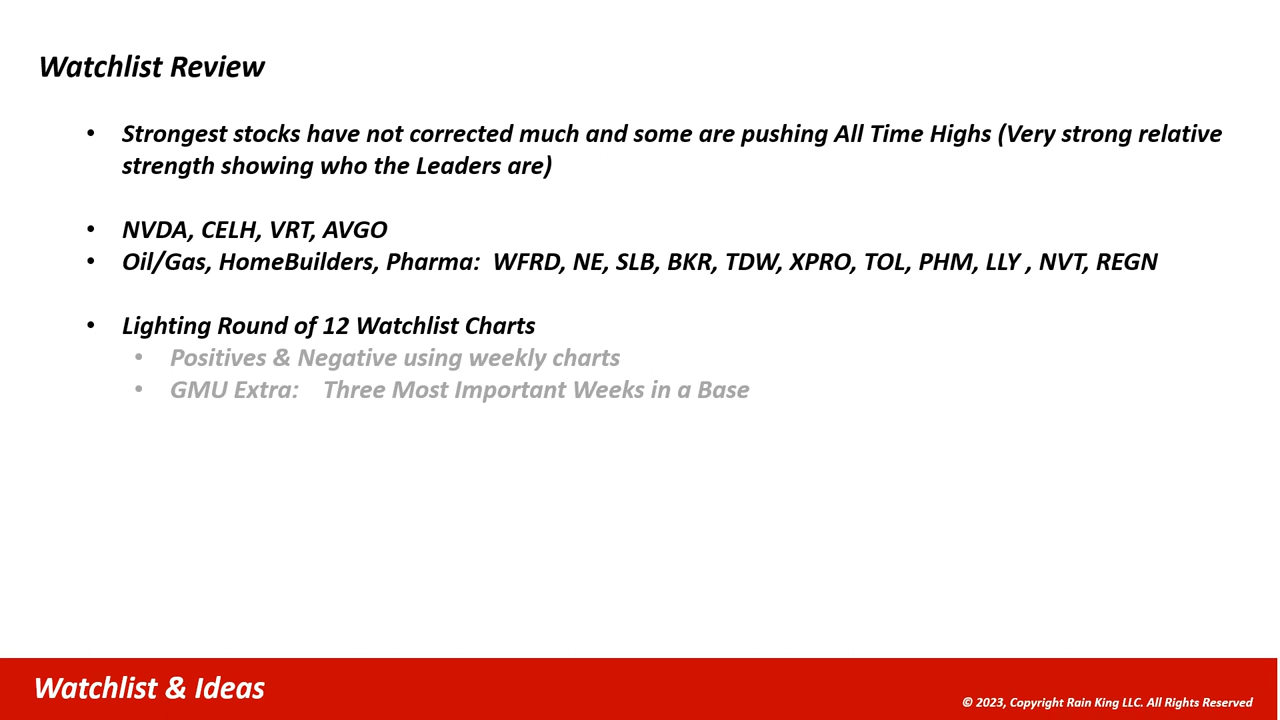 Watchlist Review
• Strongest stocks have not corrected much and some are pushing All Time Highs (Very strong relative
strength showing who the Leaders are)
• NVDA, CELH, VRT, AVGO
• Oil/Gas, HomeBuilders, Pharma: WFRD, NE, SLB, BKR, TDW, XPRO, TOL, PHM, LLY , NVT, REGN
• Lighting Round of 12 Watchlist Charts
• Positives & Negative using weekly charts
• GMU Extra: Three Most Important Weeks in a Base
Watchlist & Ideas
© 2023, Copyright Rain King LLC. All Rights Reserved